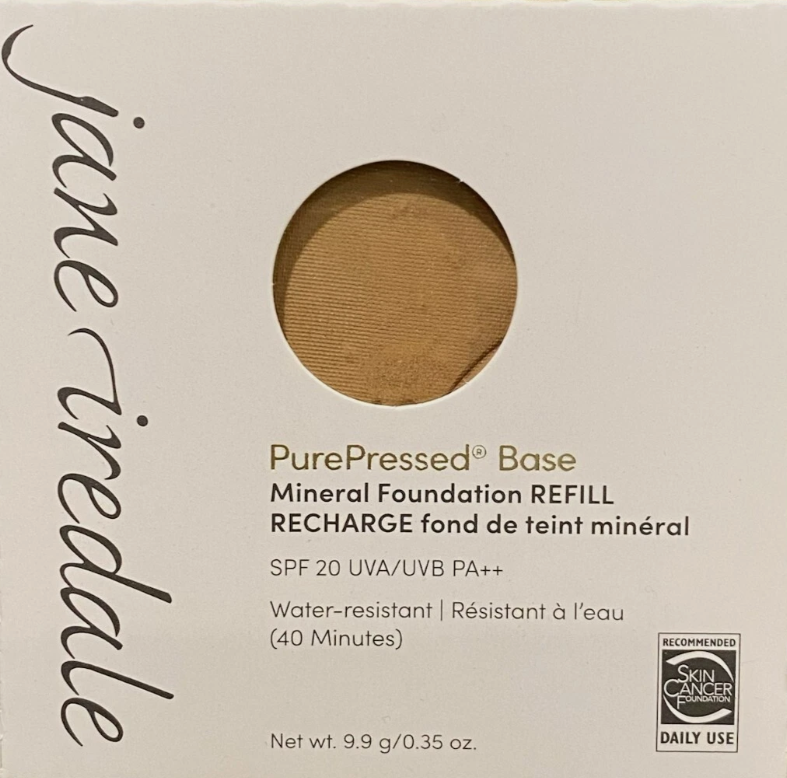 jane iredale
PurePressed® Base
Mineral Foundation REFILL
RECHARGE fond de teint minéral
SPF 20 UVA/UVB PA++
Water-resistant | Résistant à l'eau
(40 Minutes)
Net wt. 9.9 g/0.35 oz.
RECOMMENDED
SKIN
CANCER
FOUNDATION
DAILY USE